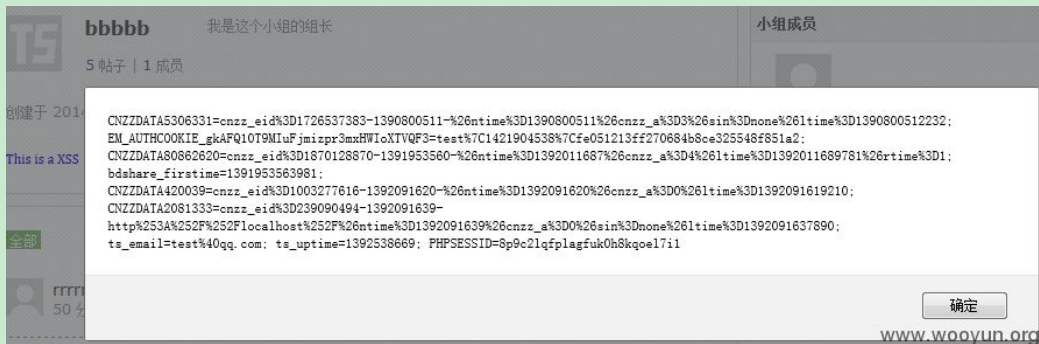 TS
bbbbb
我是这个小组的组长
小组成员
5 帖子 | 1 成员
创建于 2014
CNZZDATA5306331=cnzz_eid%3D1726537383-1390800511-%26ntime%3D1390800511%26cnzz_a%3D3%26sin%3Dnone%26ltime%3D1390800512232;
EM_AUTHCOOKIE_gkAFQ1OT9MIuFjmizpr3mxHWIoXTVQF3=test%7C1421904538%7Cfe051213ff270684b8ce325548f851a2;
CNZZDATA80862620=cnzz_eid%3D1870128870-1391953560-%26ntime%3D1392011687%26cnzz_a%3D4%26ltime%3D1392011689781%26rtime%3D1;
bdshare_firstime=1391953563981;
CNZZDATA420039=cnzz_eid%3D1003277616-1392091620-%26ntime%3D1392091620%26cnzz_a%3D0%26ltime%3D1392091619210;
CNZZDATA2081333=cnzz_eid%3D239090494-1392091639-
http%253A%252F%252Flocalhost%252F%26ntime%3D1392091639%26cnzz_a%3D0%26sin%3Dnone%26ltime%3D1392091637890;
ts_email=test%40qq.com; ts_uptime=1392538669; PHPSESSID=8p9c2lqfplagfuk0h8kqoel7i1
This is a XSS
全部
rrrr
50 分
确定
www.wooyun.org